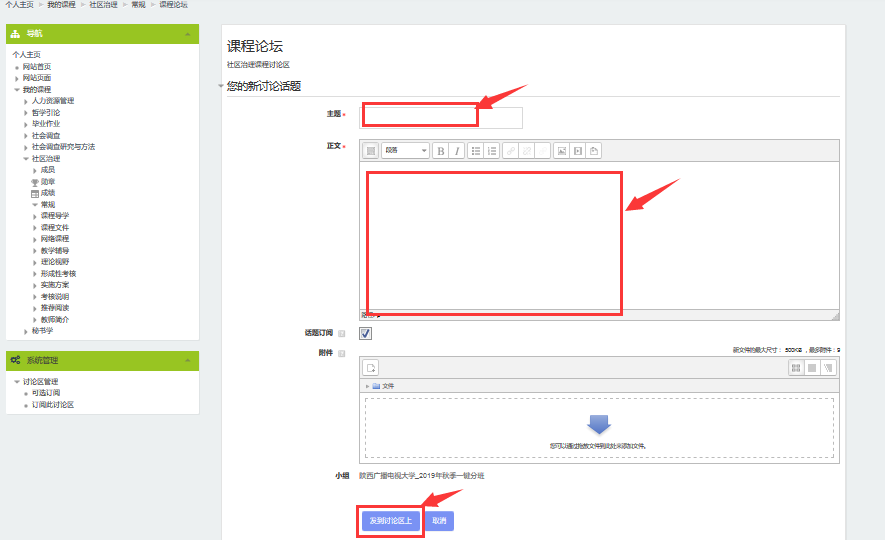 个人主页 > 我的课程 > 社区治理 > 常规 > 课程论坛
导航
个人主页
网站首页
网站页面
我的课程
人力资源管理
哲学引论
毕业作业
社会调查
社会调查研究与方法
社区治理
成员
勋章
成绩
常规
课程导学
课程文件
网络课程
教学辅导
理论视野
形成性考核
实施方案
考核说明
推荐阅读
教师简介
秘书学
系统管理
讨论区管理
可选订阅
订阅此讨论区
课程论坛
社区治理课程讨论区
您的新讨论话题
主题
正文
段落 B I
话题订阅
附件
新文件的最大尺寸： 500KB ，最多附件：9
文件
您可以通过拖放文件到此处来添加文件。
小组 陕西广播电视大学_2019年秋季一键分班
发到讨论区上 取消